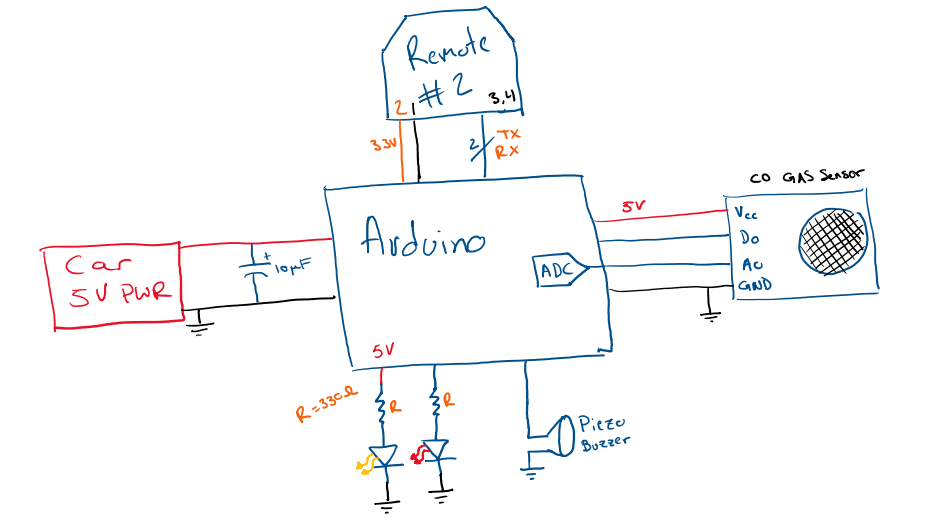 Remote
#2
2 1 3,4
3.3V
2
TX
RX
CO GAS Sensor
5V
Vcc
Do
Ao
GND
Arduino
ADC
Car
5V PWR
+
10µF
5V
R=330Ω
R
R
Piezo
Buzzer